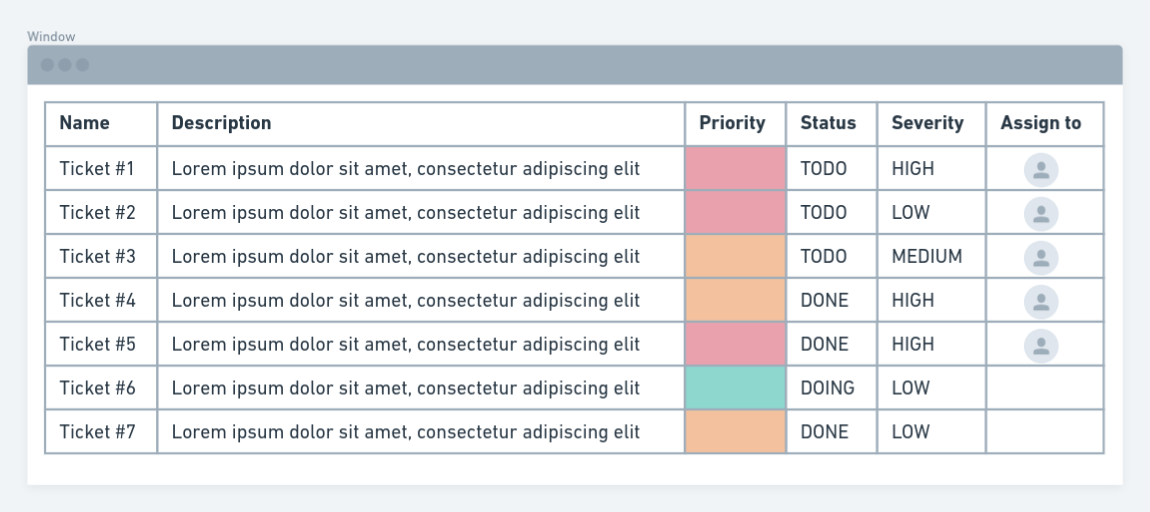 Window
Name Description Priority Status Severity Assign to
Ticket #1 Lorem ipsum dolor sit amet, consectetur adipiscing elit TODO HIGH
Ticket #2 Lorem ipsum dolor sit amet, consectetur adipiscing elit TODO LOW
Ticket #3 Lorem ipsum dolor sit amet, consectetur adipiscing elit TODO MEDIUM
Ticket #4 Lorem ipsum dolor sit amet, consectetur adipiscing elit DONE HIGH
Ticket #5 Lorem ipsum dolor sit amet, consectetur adipiscing elit DONE HIGH
Ticket #6 Lorem ipsum dolor sit amet, consectetur adipiscing elit DOING LOW
Ticket #7 Lorem ipsum dolor sit amet, consectetur adipiscing elit DONE LOW